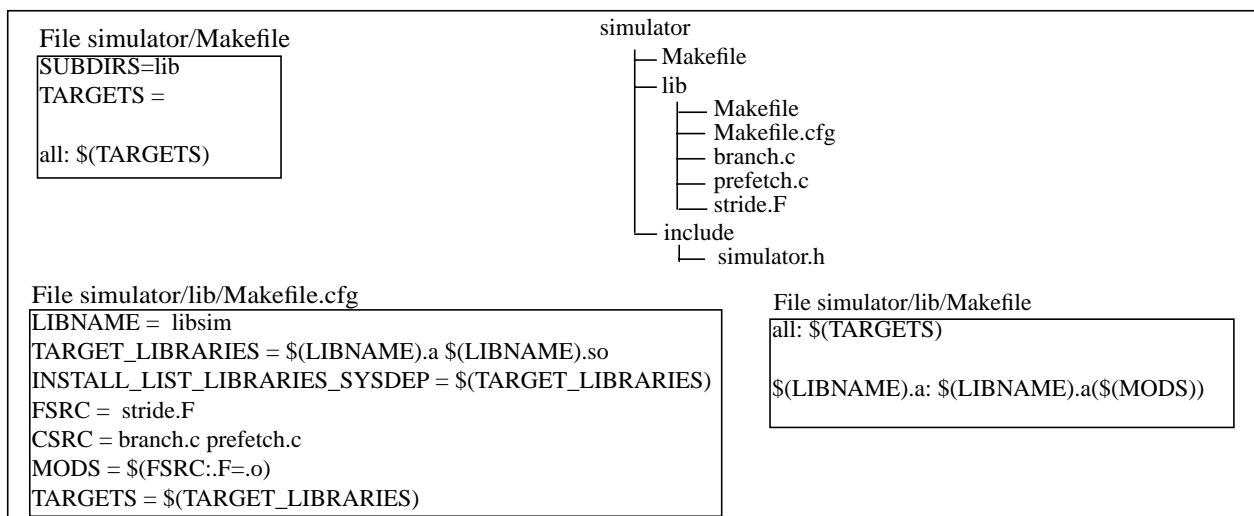 File simulator/Makefile
SUBDIRS=lib
TARGETS =
all: $(TARGETS)
simulator
Makefile
lib
Makefile
Makefile.cfg
branch.c
prefetch.c
stride.F
include
simulator.h
File simulator/lib/Makefile.cfg
LIBNAME = libsim
TARGET_LIBRARIES = $(LIBNAME).a $(LIBNAME).so
INSTALL_LIST_LIBRARIES_SYSDEP = $(TARGET_LIBRARIES)
FSRC = stride.F
CSRC = branch.c prefetch.c
MODS = $(FSRC:.F=.o)
TARGETS = $(TARGET_LIBRARIES)
File simulator/lib/Makefile
all: $(TARGETS)
$(LIBNAME).a: $(LIBNAME).a($(MODS))